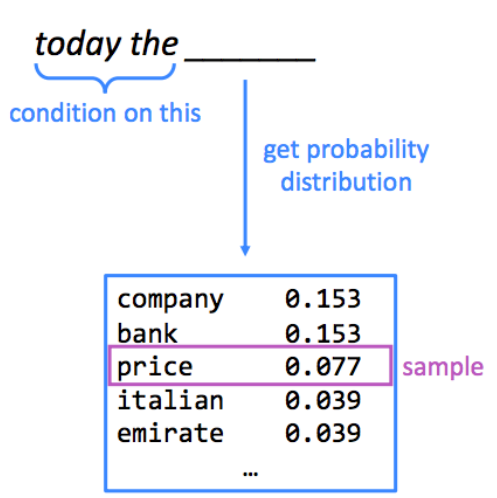 today the _______
condition on this
get probability
distribution
company 0.153
bank 0.153
price 0.077
sample
italian 0.039
emirate 0.039
…